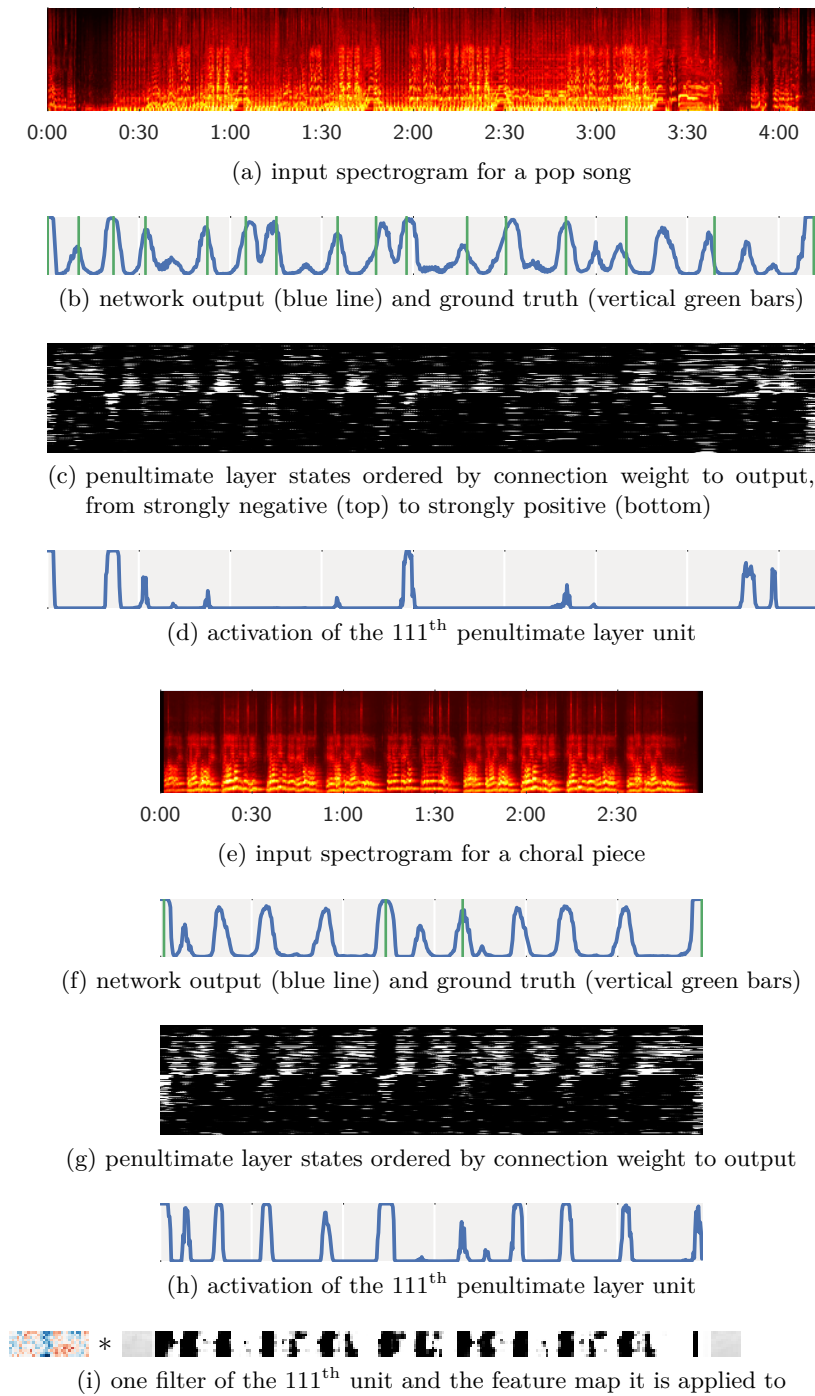 0:00 0:30 1:00 1:30 2:00 2:30 3:00 3:30 4:00
(a) input spectrogram for a pop song
(b) network output (blue line) and ground truth (vertical green bars)
(c) penultimate layer states ordered by connection weight to output,
from strongly negative (top) to strongly positive (bottom)
(d) activation of the 111th penultimate layer unit
0:00 0:30 1:00 1:30 2:00 2:30
(e) input spectrogram for a choral piece
(f) network output (blue line) and ground truth (vertical green bars)
(g) penultimate layer states ordered by connection weight to output
(h) activation of the 111th penultimate layer unit
*
(i) one filter of the 111th unit and the feature map it is applied to